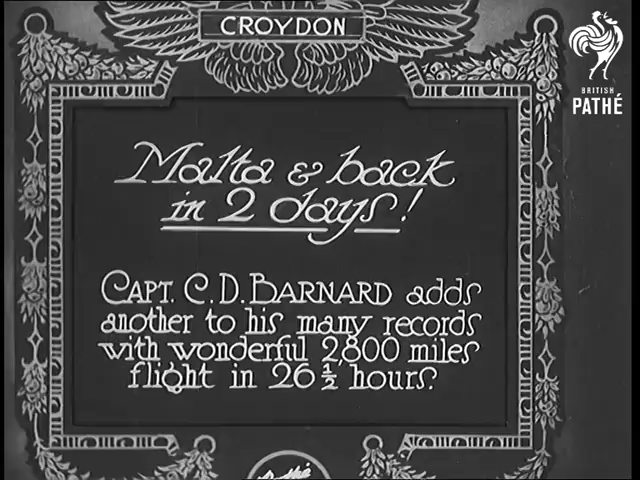 CROYDON
BRITISH
PATHÉ
Malta & back
in 2 days!
CAPT. C. D. BARNARD adds
another to his many records
with wonderful 2,800 miles
flight in 26½ hours.
Pathé